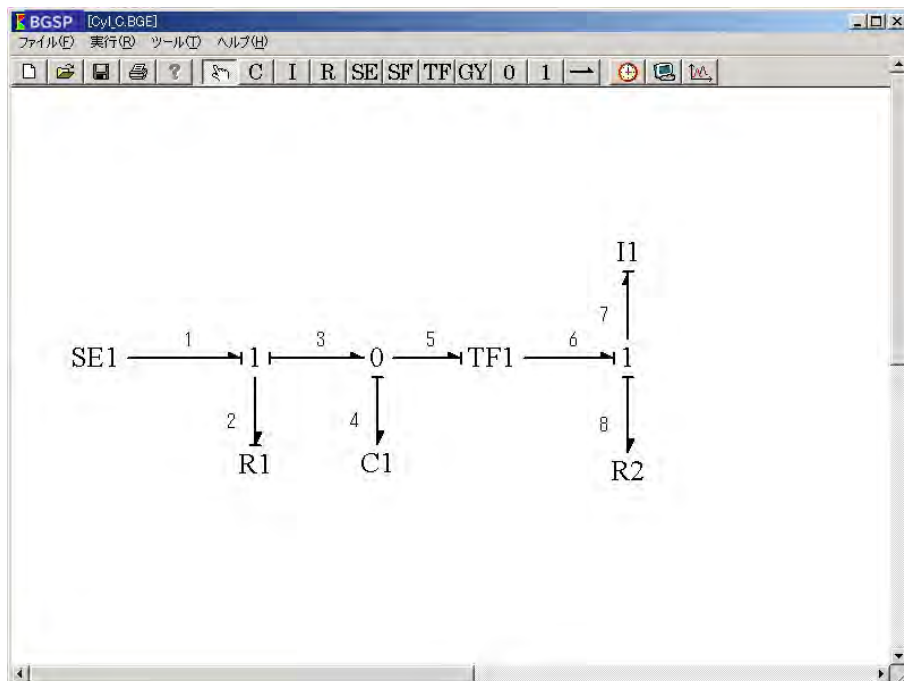 BGSP [Cyl_C.BGE]
ファイル(F) 実行(R) ツール(T) ヘルプ(H)
? C I R SE SF TF GY 0 1
I1
7
1 3 5 6
SE1 1 0 TF1 1
2 4 8
R1 C1 R2